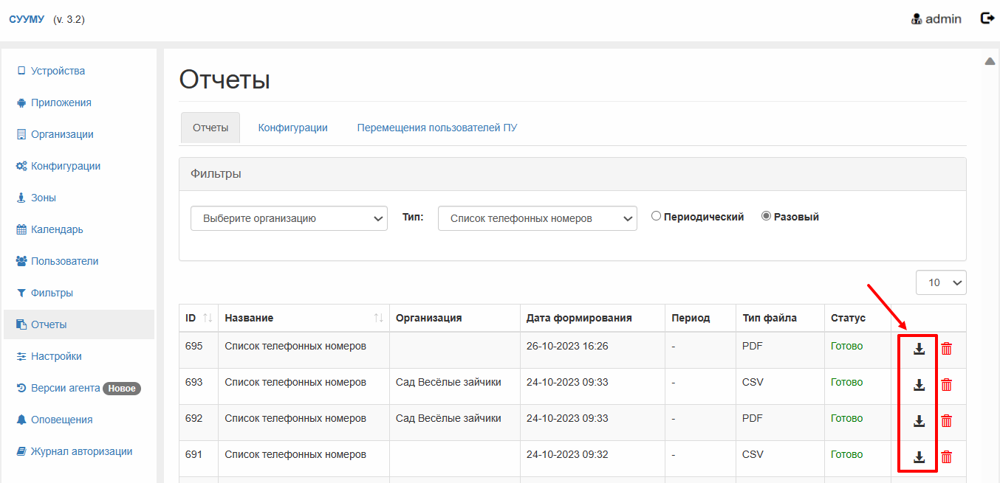 СУУМУ (v. 3.2) admin
Устройства
Приложения
Организации
Конфигурации
Зоны
Календарь
Пользователи
Фильтры
Отчеты
Настройки
Версии агента Новое
Оповещения
Журнал авторизации
Отчеты
Отчеты Конфигурации Перемещения пользователей ПУ
Фильтры
Выберите организацию Тип: Список телефонных номеров Периодический Разовый
10
ID Название Организация Дата формирования Период Тип файла Статус
695 Список телефонных номеров 26-10-2023 16:26 - PDF Готово
693 Список телефонных номеров Сад Весёлые зайчики 24-10-2023 09:33 - CSV Готово
692 Список телефонных номеров Сад Весёлые зайчики 24-10-2023 09:33 - PDF Готово
691 Список телефонных номеров 24-10-2023 09:32 - CSV Готово